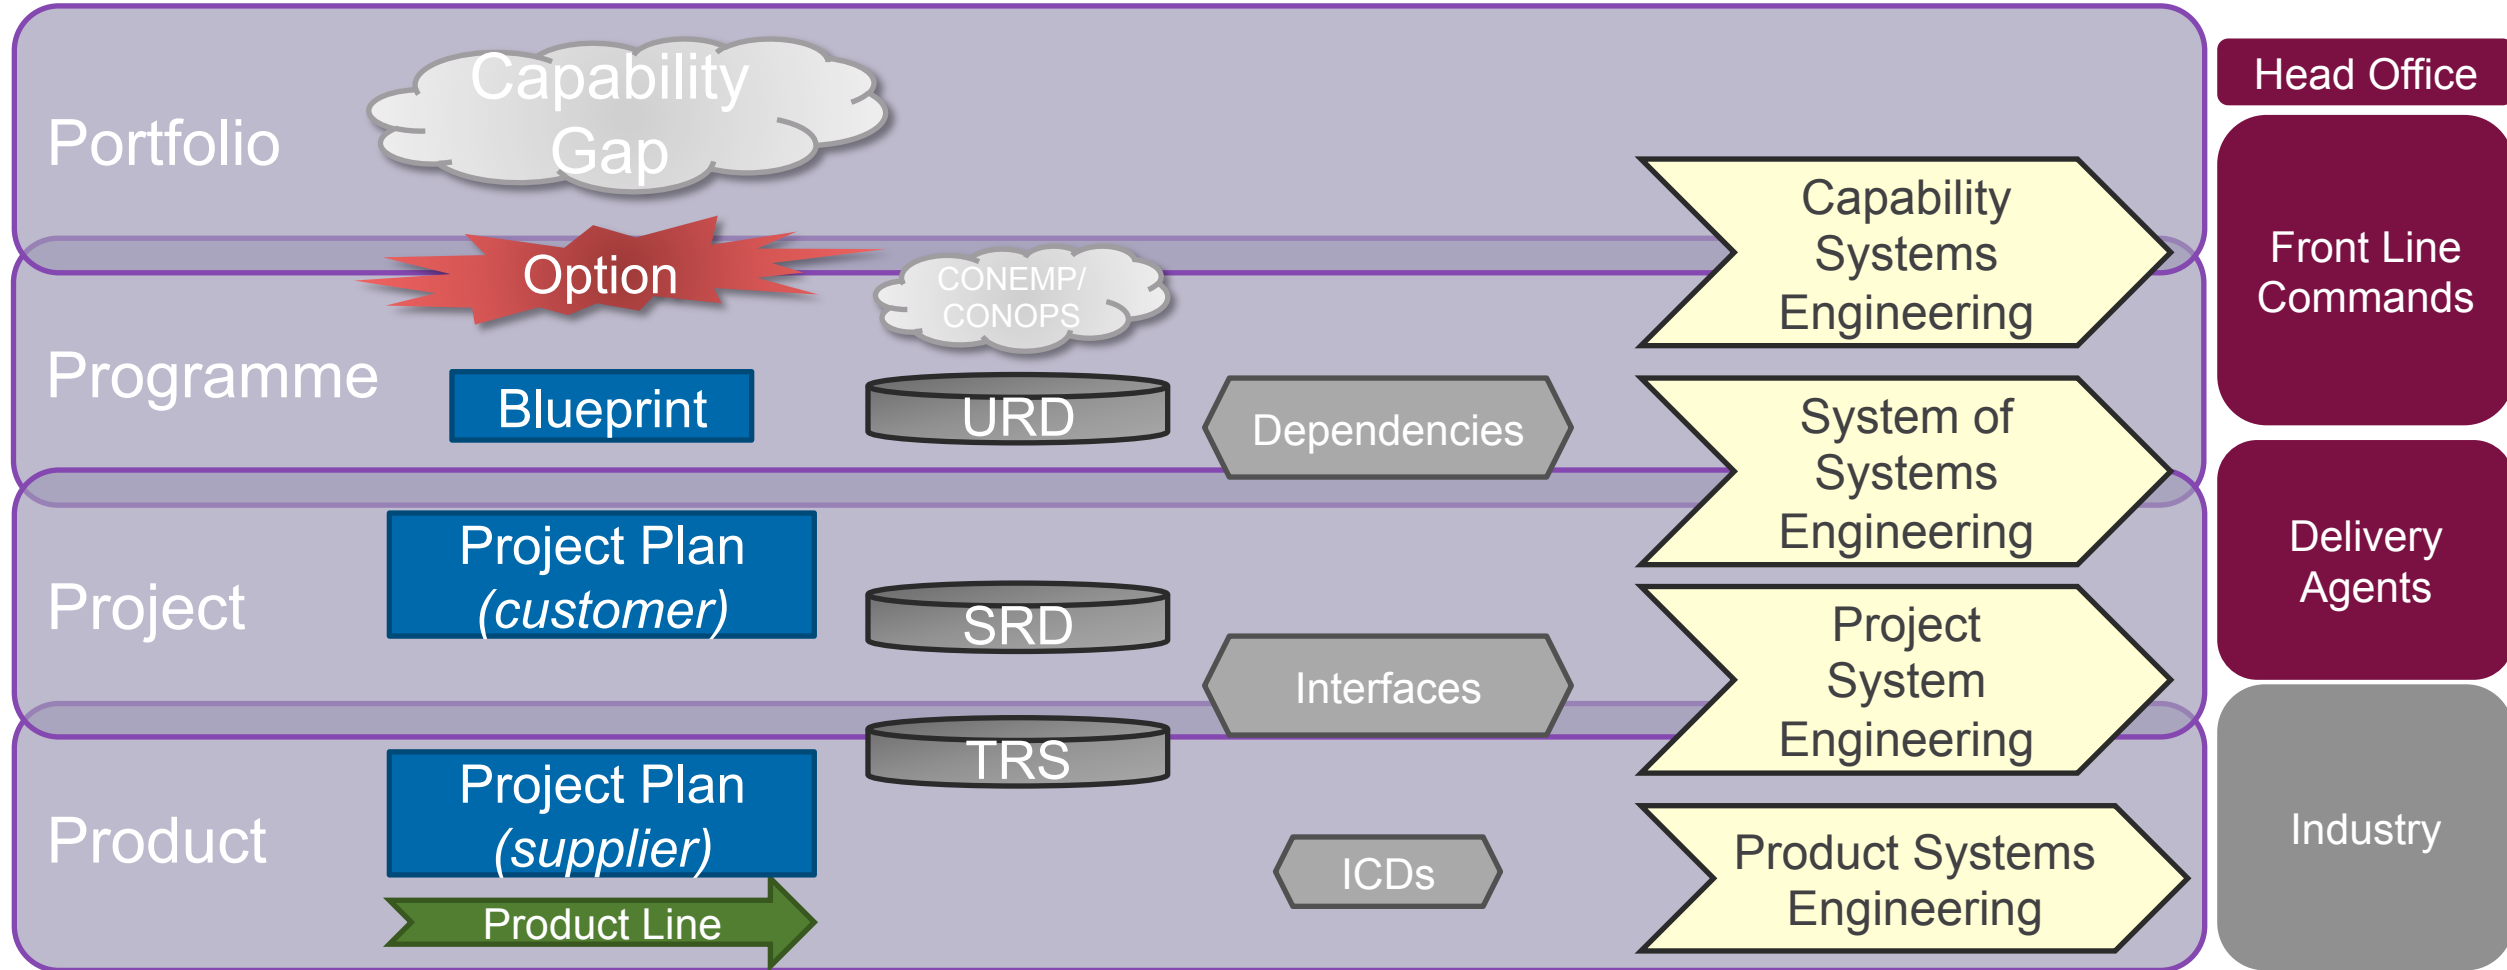 Portfolio
Capability
Gap
Head Office
Capability
Systems
Engineering
Front Line
Commands
Option
CONEMP/
CONOPS
Programme
Blueprint
URD
Dependencies
System of
Systems
Engineering
Delivery
Agents
Project
Project Plan
(customer)
SRD
Interfaces
Project
System
Engineering
Product
Project Plan
(supplier)
TRS
ICDs
Product Systems
Engineering
Industry
Product Line